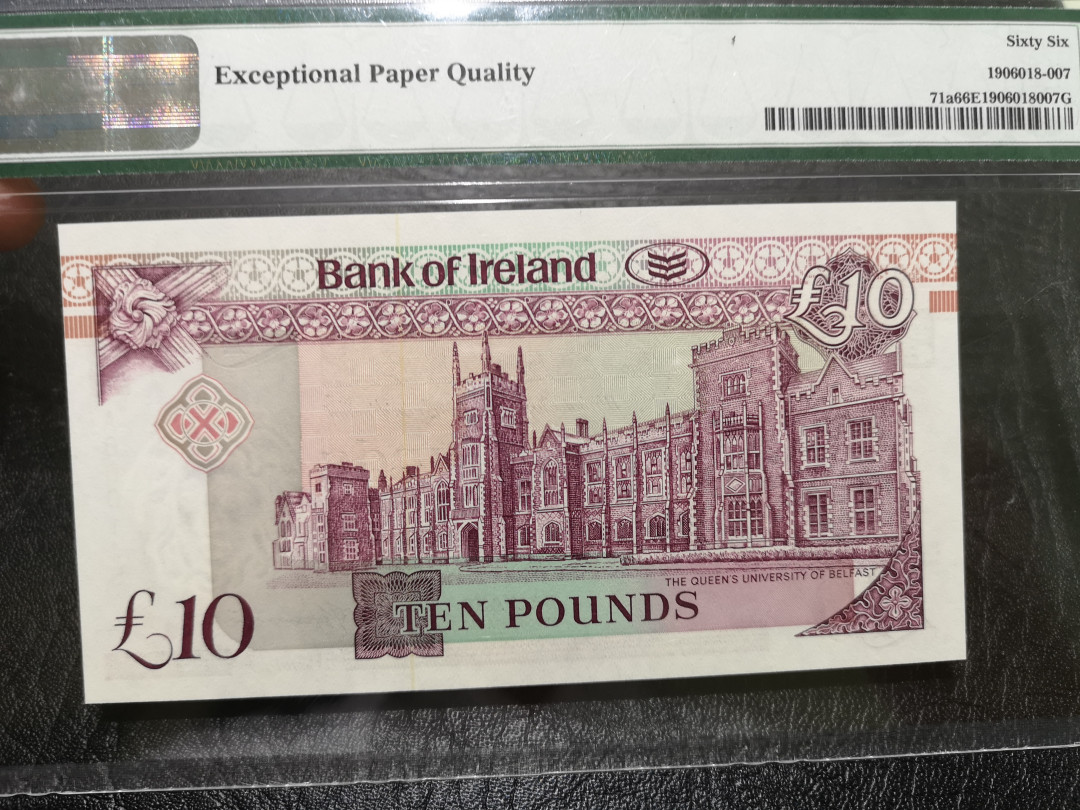 Sixty Six
Exceptional Paper Quality
1906018-007
71a66E1906018007G
Bank of Ireland
£10
THE QUEEN'S UNIVERSITY OF BELFAST
£10
TEN POUNDS